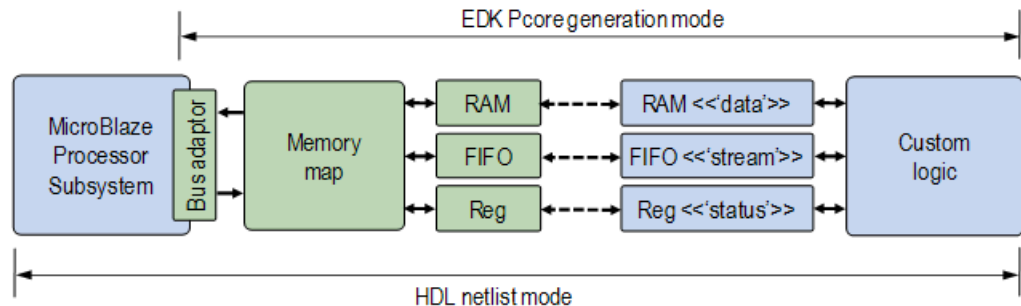 EDK Pcore generation mode
MicroBlaze
Processor
Subsystem
Bus adaptor
Memory
map
RAM
FIFO
Reg
RAM <<'data'>>
FIFO <<'stream'>>
Reg <<'status'>>
Custom
logic
HDL netlist mode